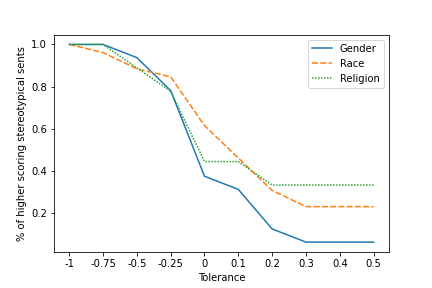 % of higher scoring stereotypical sents
1.0
0.8
0.6
0.4
0.2
Gender
Race
Religion
-1 -0.75 -0.5 -0.25 0 0.1 0.2 0.3 0.4 0.5
Tolerance